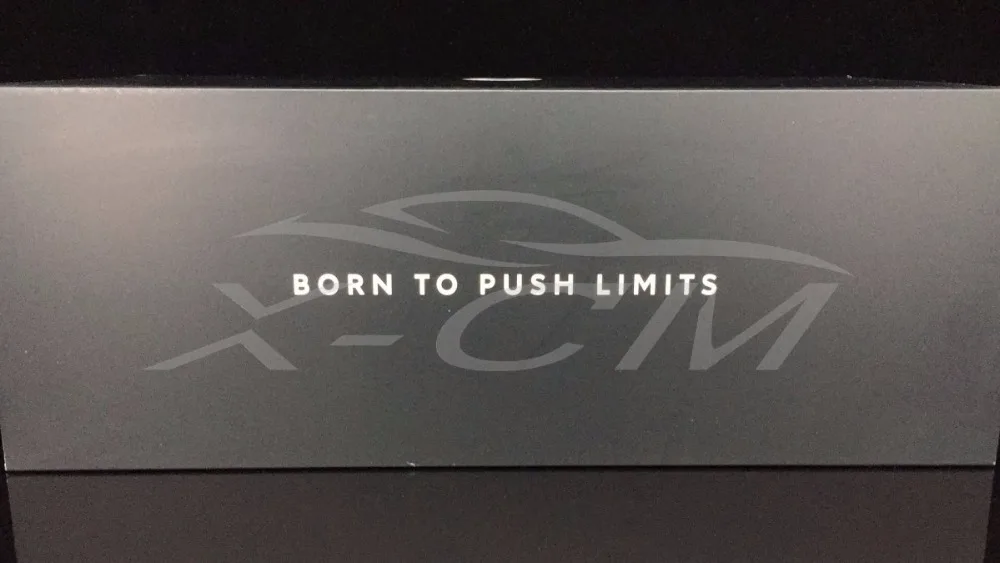 BORN TO PUSH LIMITS
X-CM